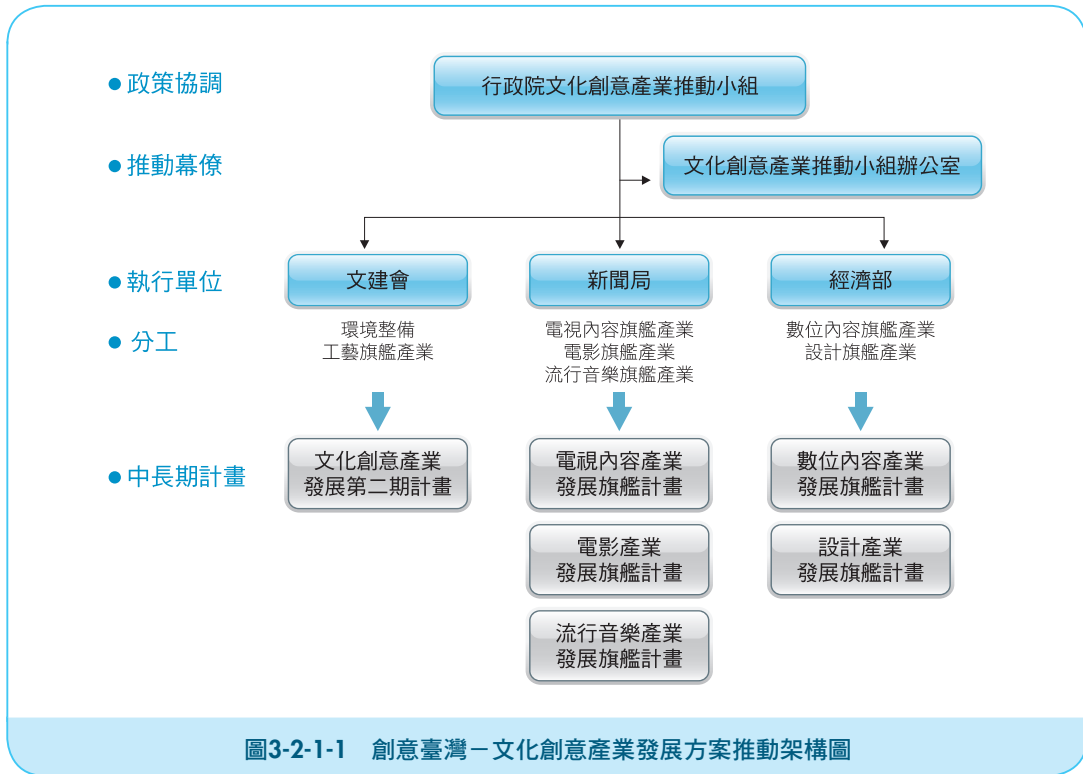 ● 政策協調
行政院文化創意產業推動小組
● 推動幕僚
文化創意產業推動小組辦公室
● 執行單位
文建會
新聞局
經濟部
● 分工
環境整備
工藝旗艦產業
電視內容旗艦產業
電影旗艦產業
流行音樂旗艦產業
數位內容旗艦產業
設計旗艦產業
● 中長期計畫
文化創意產業
發展第二期計畫
電視內容產業
發展旗艦計畫
電影產業
發展旗艦計畫
流行音樂產業
發展旗艦計畫
數位內容產業
發展旗艦計畫
設計產業
發展旗艦計畫
圖3-2-1-1 創意臺灣－文化創意產業發展方案推動架構圖